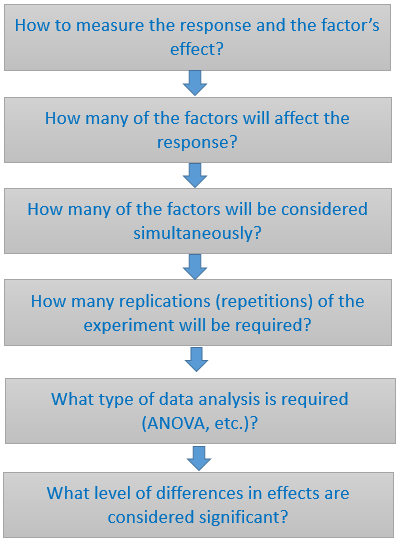 How to measure the response and the factor's
effect?
How many of the factors will affect the
response?
How many of the factors will be considered
simultaneously?
How many replications (repetitions) of the
experiment will be required?
What type of data analysis is required
(ANOVA, etc.)?
What level of differences in effects are
considered significant?